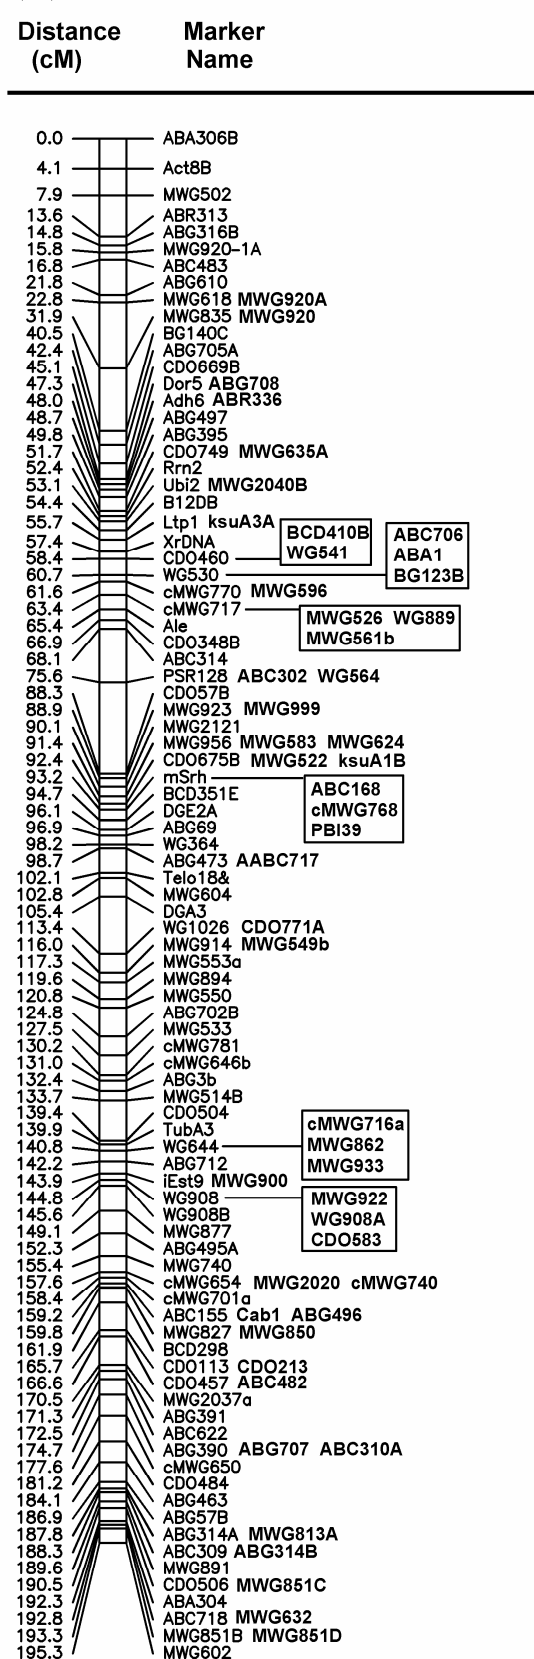 Distance Marker
(cM) Name
0.0 ABA306B
4.1 Act8B
7.9 MWG502
13.6 ABR313
14.8 ABG316B
15.8 MWG920-1A
16.8 ABC483
21.8 ABG610
22.8 MWG618 MWG920A
31.9 MWG835 MWG920
40.5 BG140C
42.4 ABG705A
45.1 CDO669B
47.3 Dor5 ABG708
48.0 Adh6 ABR336
48.7 ABG497
49.8 ABG395
51.7 CDO749 MWG635A
52.4 Rrn2
53.1 Ubi2 MWG2040B
54.4 B12DB
55.7 Ltp1 ksuA3A
57.4 XrDNA
58.4 CDO460 BCD410B
WG541
60.7 WG530 ABC706
ABA1
BG123B
61.6 cMWG770 MWG596
63.4 cMWG717 MWG526 WG889
MWG561b
65.4 Ale
66.9 CDO348B
68.1 ABC314
75.6 PSR128 ABC302 WG564
88.3 CDO57B
88.9 MWG923 MWG999
90.1 MWG2121
91.4 MWG956 MWG583 MWG624
92.4 CDO675B MWG522 ksuA1B
93.2 mSrh ABC168
cMWG768
PBI39
94.7 BCD351E
96.1 DGE2A
96.9 ABG69
98.2 WG364
98.7 ABG473 AABC717
102.1 Telo18&
102.8 MWG604
105.4 DGA3
113.4 WG1026 CDO771A
116.0 MWG914 MWG549b
117.3 MWG553a
119.6 MWG894
120.8 MWG550
124.8 ABG702B
127.5 MWG533
130.2 cMWG781
131.0 cMWG646b
132.4 ABG3b
133.7 MWG514B
139.4 CDO504
139.9 TubA3
140.8 WG644 cMWG716a
MWG862
MWG933
142.2 ABG712
143.9 iEst9 MWG900
144.8 WG908 MWG922
WG908A
CDO583
145.6 WG908B
149.1 MWG877
152.3 ABG495A
155.4 MWG740
157.6 cMWG654 MWG2020 cMWG740
158.4 cMWG701a
159.2 ABC155 Cab1 ABG496
159.8 MWG827 MWG850
161.9 BCD298
165.7 CDO113 CDO213
166.6 CDO457 ABC482
170.5 MWG2037a
171.3 ABG391
172.5 ABC622
174.7 ABG390 ABG707 ABC310A
177.6 cMWG650
181.2 CDO484
184.1 ABG463
186.9 ABG57B
187.8 ABG314A MWG813A
188.3 ABC309 ABG314B
189.6 MWG891
190.5 CDO506 MWG851C
192.3 ABA304
192.8 ABC718 MWG632
193.3 MWG851B MWG851D
195.3 MWG602